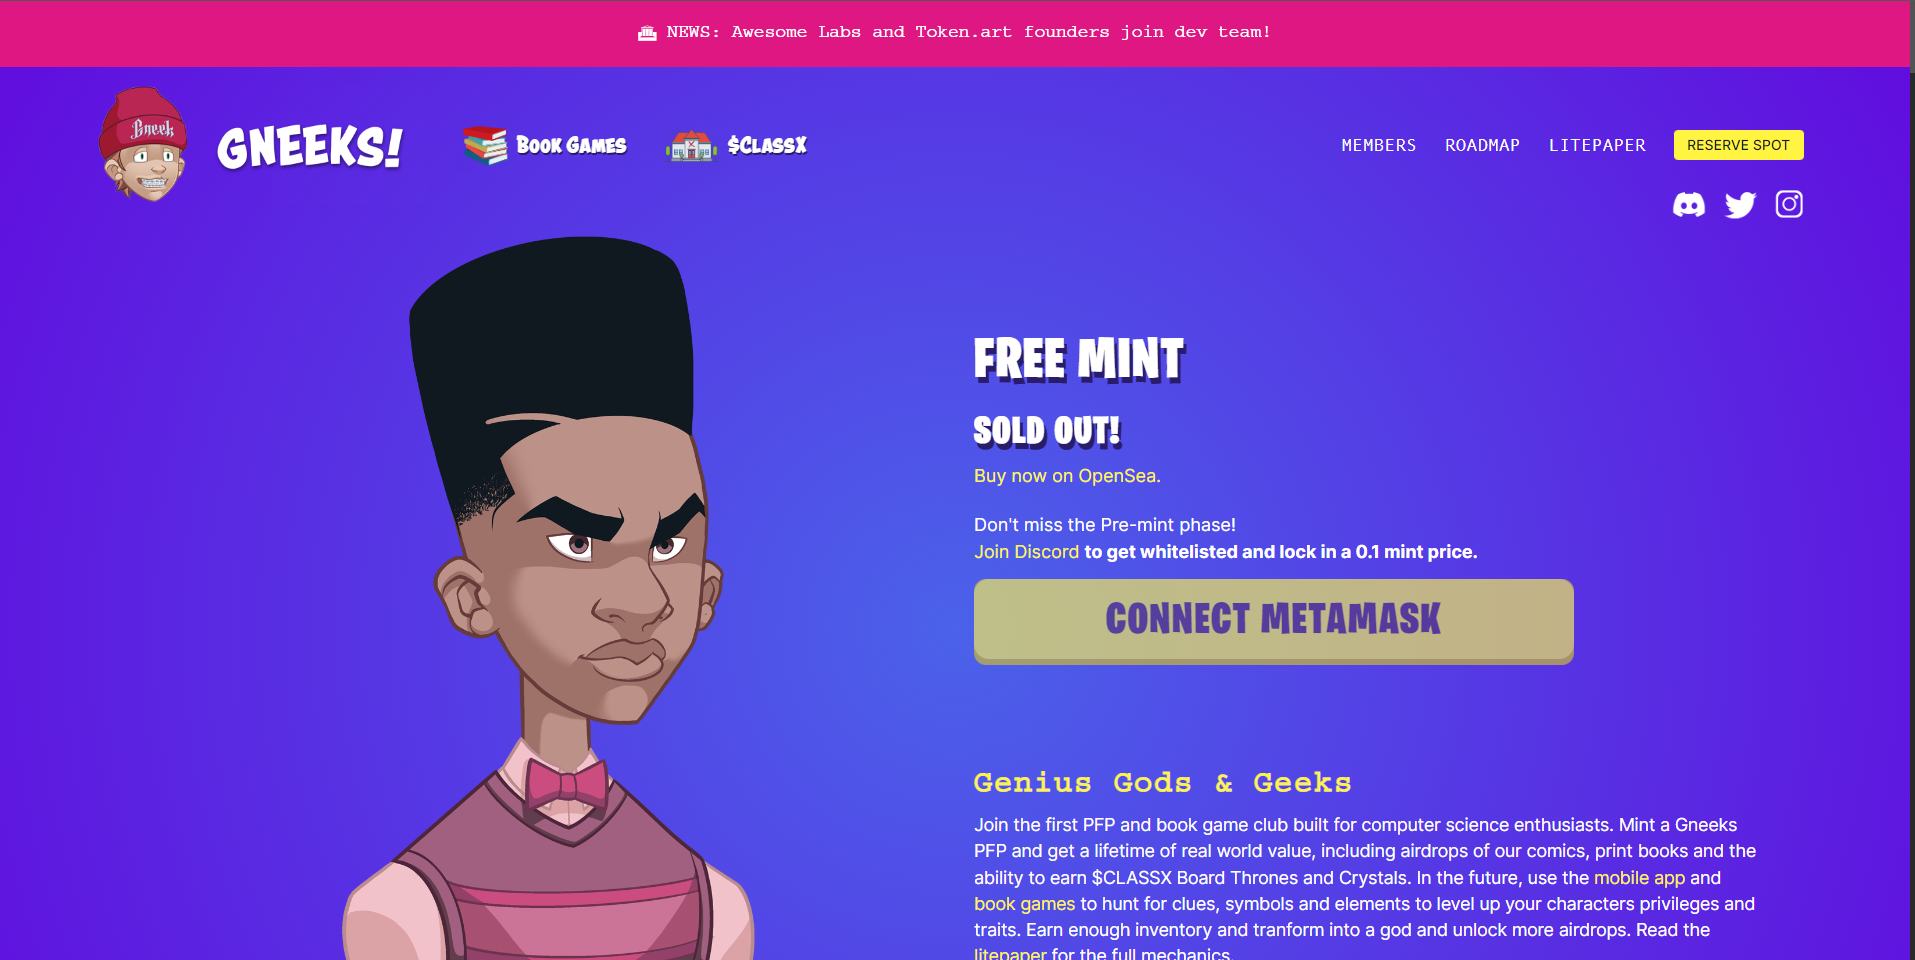 NEWS: Awesome Labs and Token.art founders join dev team!
Gneek
GNEEKS!
BOOK GAMES
$CLASSX
MEMBERS
ROADMAP
LITEPAPER
RESERVE SPOT
FREE MINT
SOLD OUT!
Buy now on OpenSea.
Don't miss the Pre-mint phase!
Join Discord to get whitelisted and lock in a 0.1 mint price.
CONNECT METAMASK
Genius Gods & Geeks
Join the first PFP and book game club built for computer science enthusiasts. Mint a Gneeks
PFP and get a lifetime of real world value, including airdrops of our comics, print books and the
ability to earn $CLASSX Board Thrones and Crystals. In the future, use the mobile app and
book games to hunt for clues, symbols and elements to level up your characters privileges and
traits. Earn enough inventory and tranform into a god and unlock more airdrops. Read the
litepaper for the full mechanics.